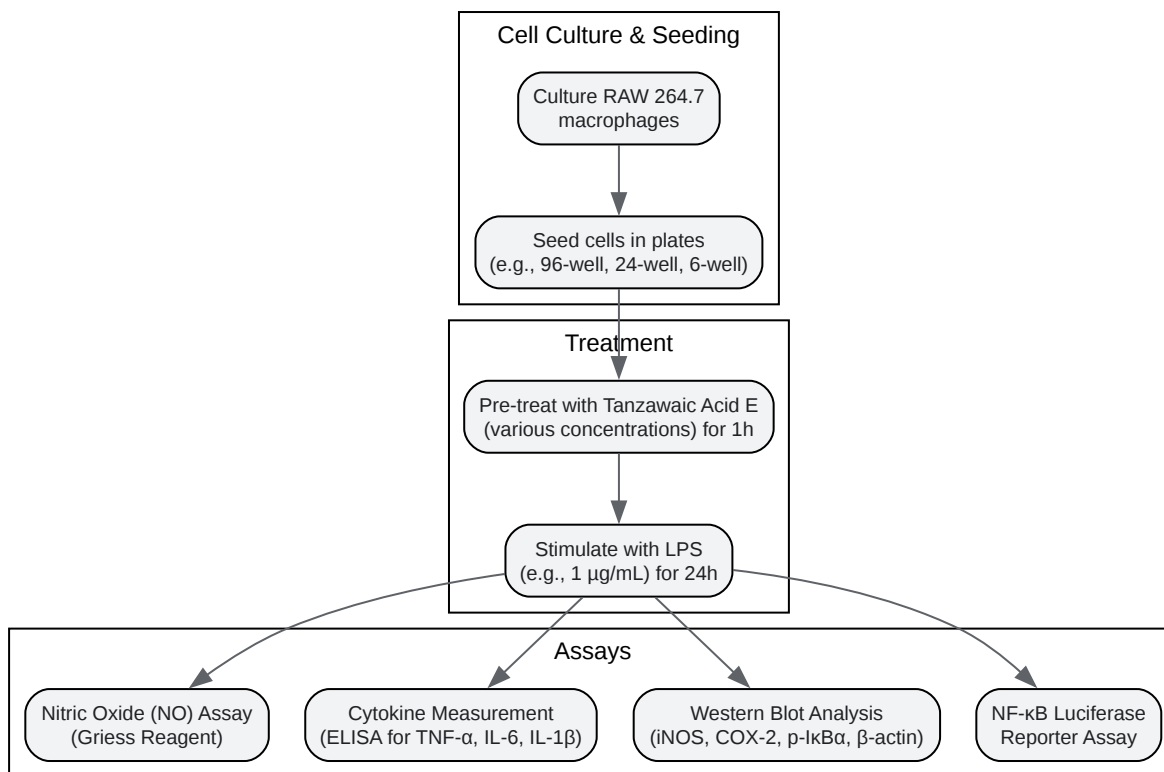 Cell Culture & Seeding
Culture RAW 264.7
macrophages
Seed cells in plates
(e.g., 96-well, 24-well, 6-well)
Treatment
Pre-treat with Tanzawaic Acid E
(various concentrations) for 1h
Stimulate with LPS
(e.g., 1 µg/mL) for 24h
Assays
Nitric Oxide (NO) Assay
(Griess Reagent)
Cytokine Measurement
(ELISA for TNF-α, IL-6, IL-1β)
Western Blot Analysis
(iNOS, COX-2, p-IκBα, β-actin)
NF-κB Luciferase
Reporter Assay